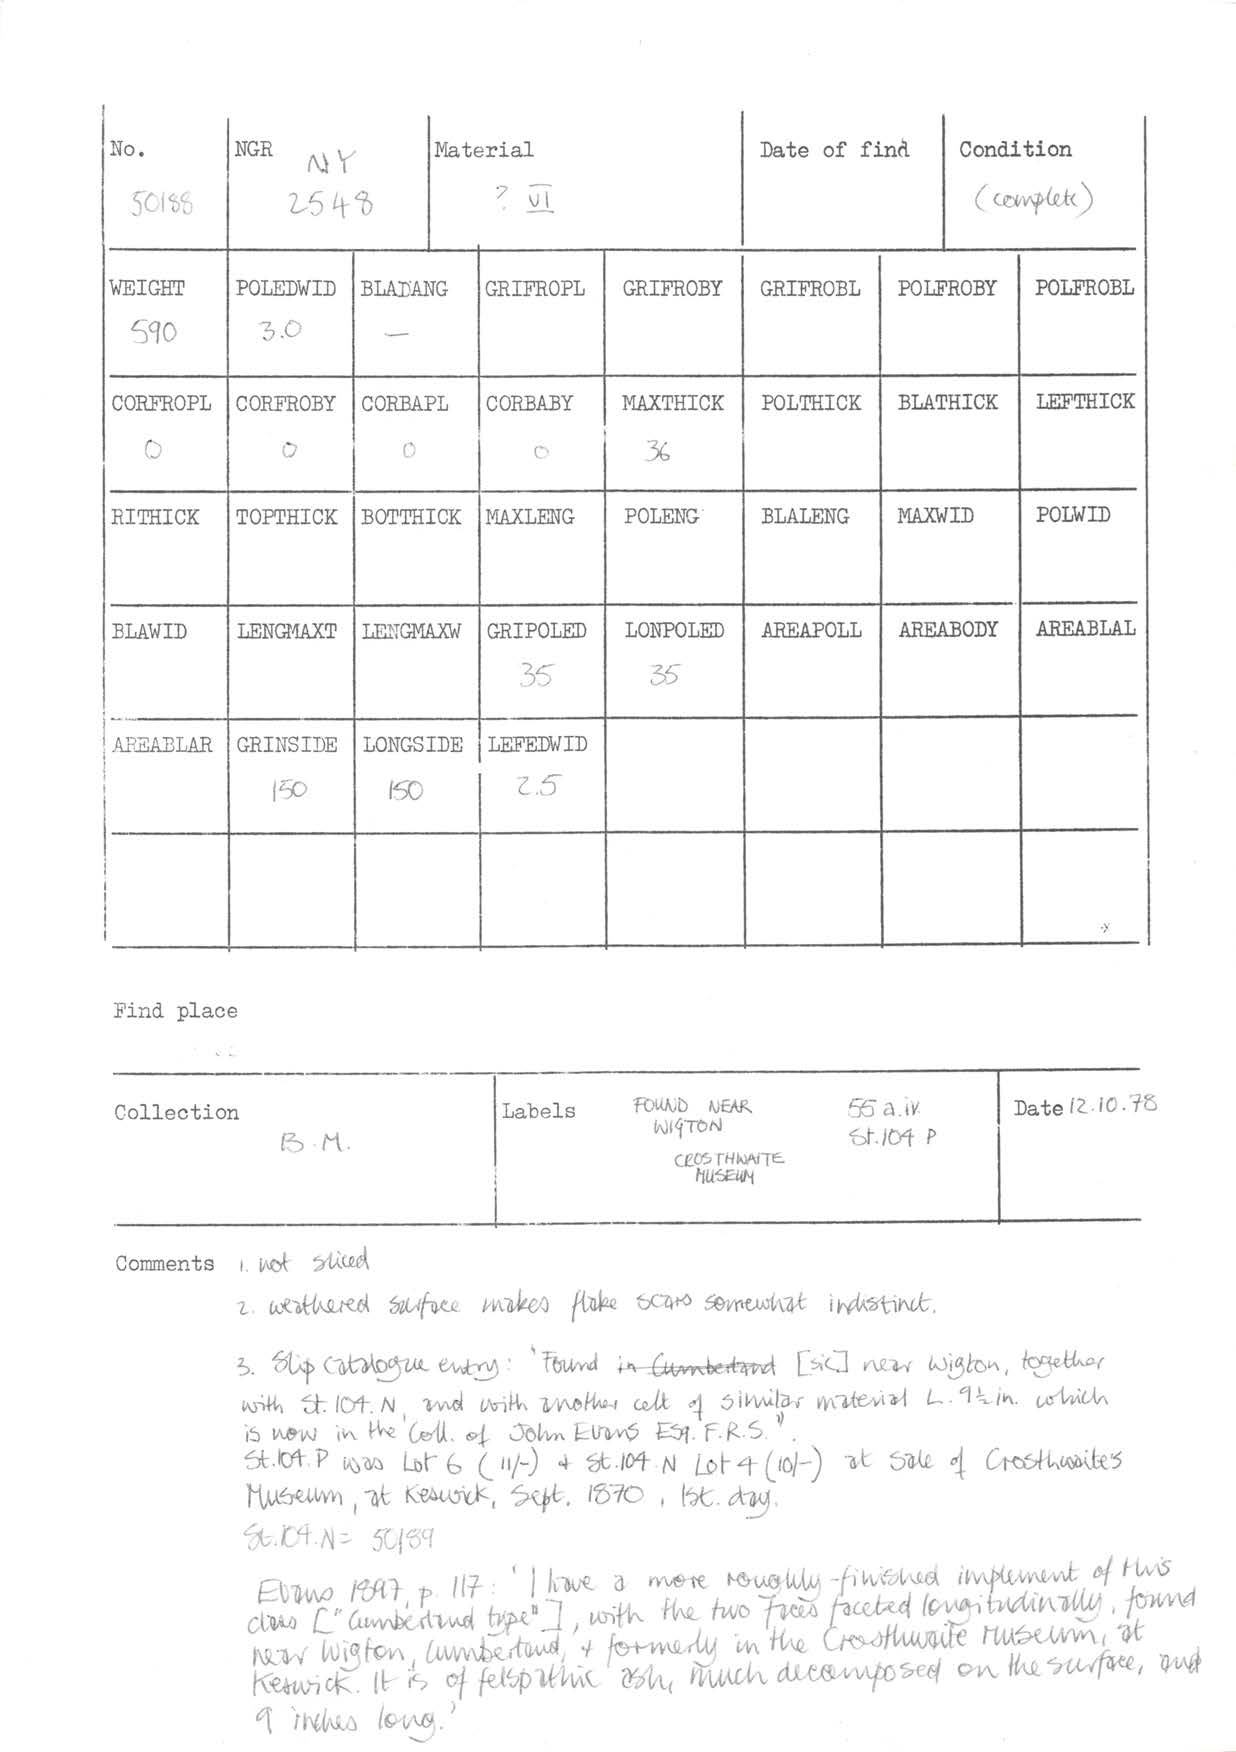 No. NGR Material Date of find Condition
NY
50188 2548 ? VI (complete)
WEIGHT POLEDWID BLADANG GRIFROPL GRIFROBY GRIFROBL POLFROBY POLFROBL
590 3.0 —
CORFROPL CORFROBY CORBAPL CORBABY MAXTHICK POLTHICK BLATHICK LEFTHICK
0 0 0 0 36
RITHICK TOPTHICK BOTTHICK MAXLENG POLENG BLALENG MAXWID POLWID
BLAWID LENGMAXT LENGMAXW GRIPOLED LONPOLED AREAPOLL AREABODY AREABLAL
35 35
AREABLAR GRINSIDE LONGSIDE LEFEDWID
150 150 2.5
Find place
Collection
B.M.
Labels
FOUND NEAR
WIGTON
CROSTHWAITE
MUSEUM
55 a.iv.
St.104 P
Date 12.10.78
Comments 1. not sliced
2. weathered surface makes flake scars somewhat indistinct.
3. Slip catalogue entry: 'Found in Cumberland [sic] near Wigton, together
with St.104.N, and with another celt of similar material L. 9½ in. which
is now in the Coll. of John Evans Esq. F.R.S."
St.104.P was Lot 6 (11/-) + St.104.N Lot 4 (10/-) at Sale of Crosthwaite's
Museum, at Keswick, Sept. 1870, 1st. day.
St.104.N = 50189
Evans 1897, p. 117: 'I have a more roughly-finished implement of this
class ["Cumberland type"], with the two faces faceted longitudinally, found
near Wigton, Cumberland, + formerly in the Crosthwaite Museum, at
Keswick. It is of felspathic ash, much decomposed on the surface, and
9 inches long.'